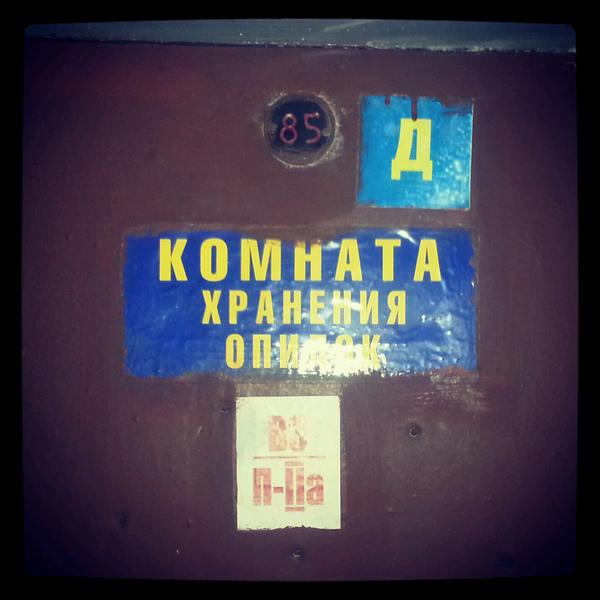 85
Д
КОМНАТА
ХРАНЕНИЯ
ОПИЛОК
В3
П-IIа